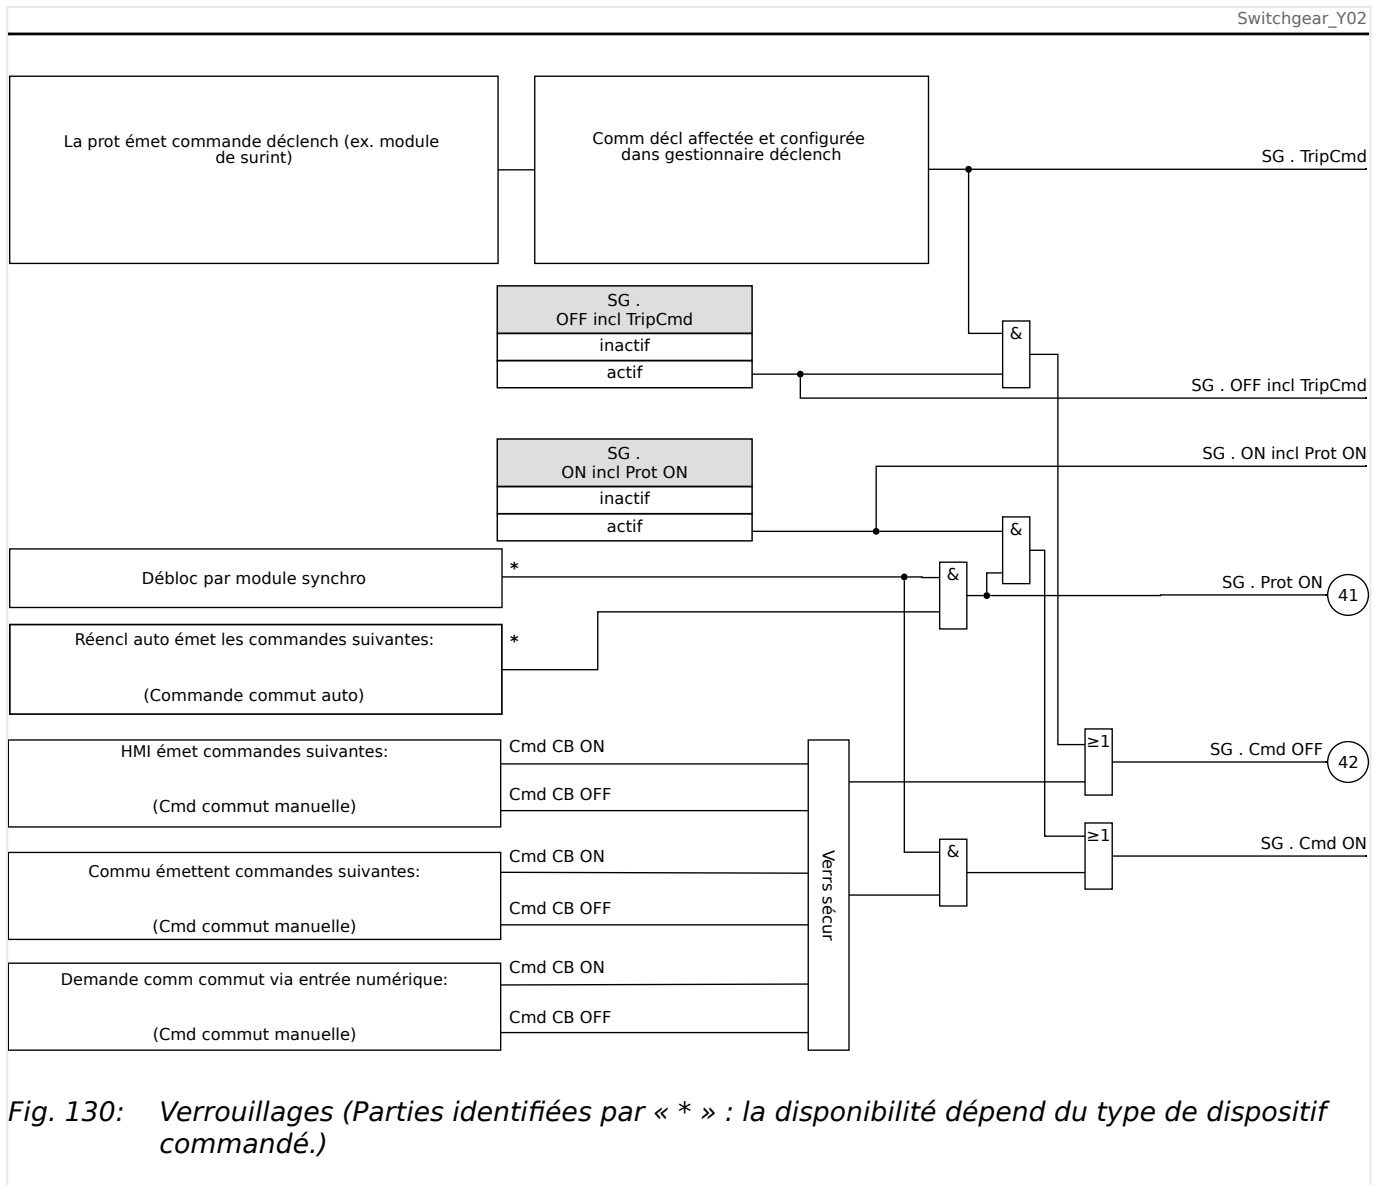 Switchgear_Y02
La prot émet commande déclench (ex. module
de surint)
Comm décl affectée et configurée
dans gestionnaire déclench
SG . TripCmd
SG .
OFF incl TripCmd
inactif
actif
&
SG . OFF incl TripCmd
SG .
ON incl Prot ON
inactif
actif
SG . ON incl Prot ON
&
Débloc par module synchro
*
&
SG . Prot ON
41
Réencl auto émet les commandes suivantes:
(Commande commut auto)
*
HMI émet commandes suivantes:
(Cmd commut manuelle)
Cmd CB ON
Cmd CB OFF
≥1
SG . Cmd OFF
42
Commu émettent commandes suivantes:
(Cmd commut manuelle)
Cmd CB ON
Cmd CB OFF
Verrs sécur
&
≥1
SG . Cmd ON
Demande comm commut via entrée numérique:
(Cmd commut manuelle)
Cmd CB ON
Cmd CB OFF
Fig. 130: Verrouillages (Parties identifiées par « * » : la disponibilité dépend du type de dispositif
commandé.)